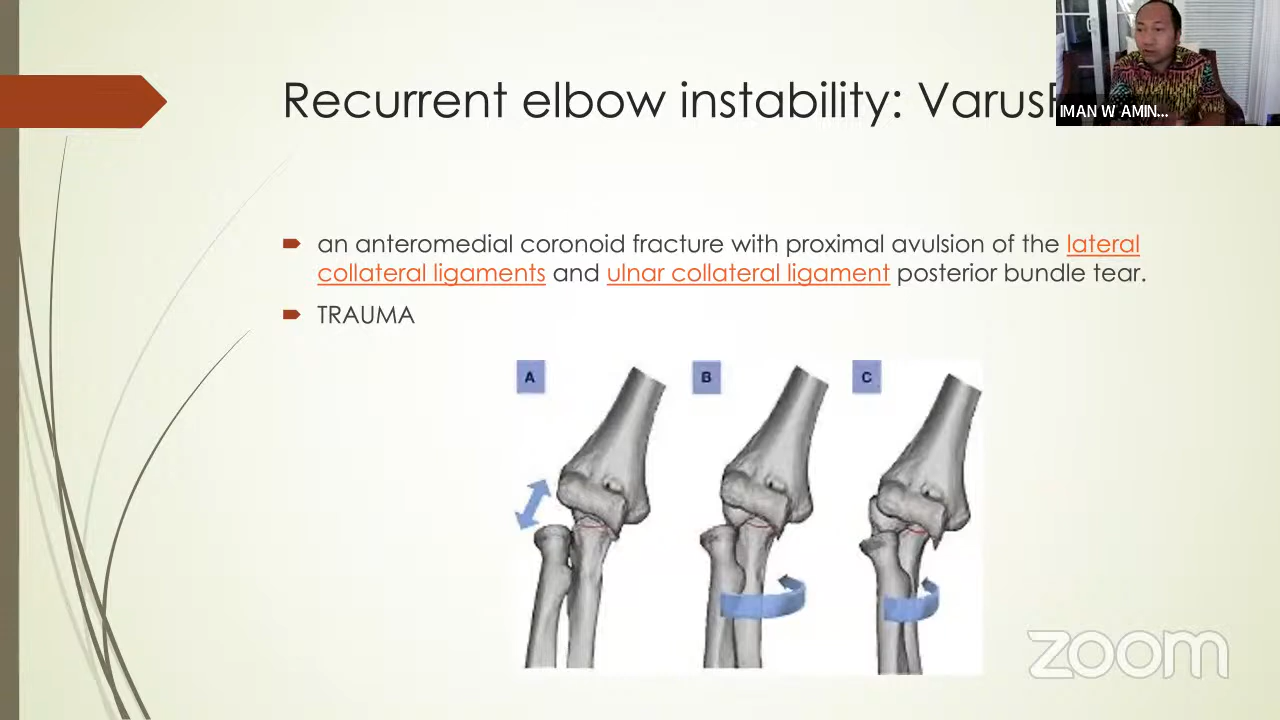 Recurrent elbow instability: Varus
IMAN W AMIN...
an anteromedial coronoid fracture with proximal avulsion of the lateral
collateral ligaments and ulnar collateral ligament posterior bundle tear.
TRAUMA
A B C
zoom